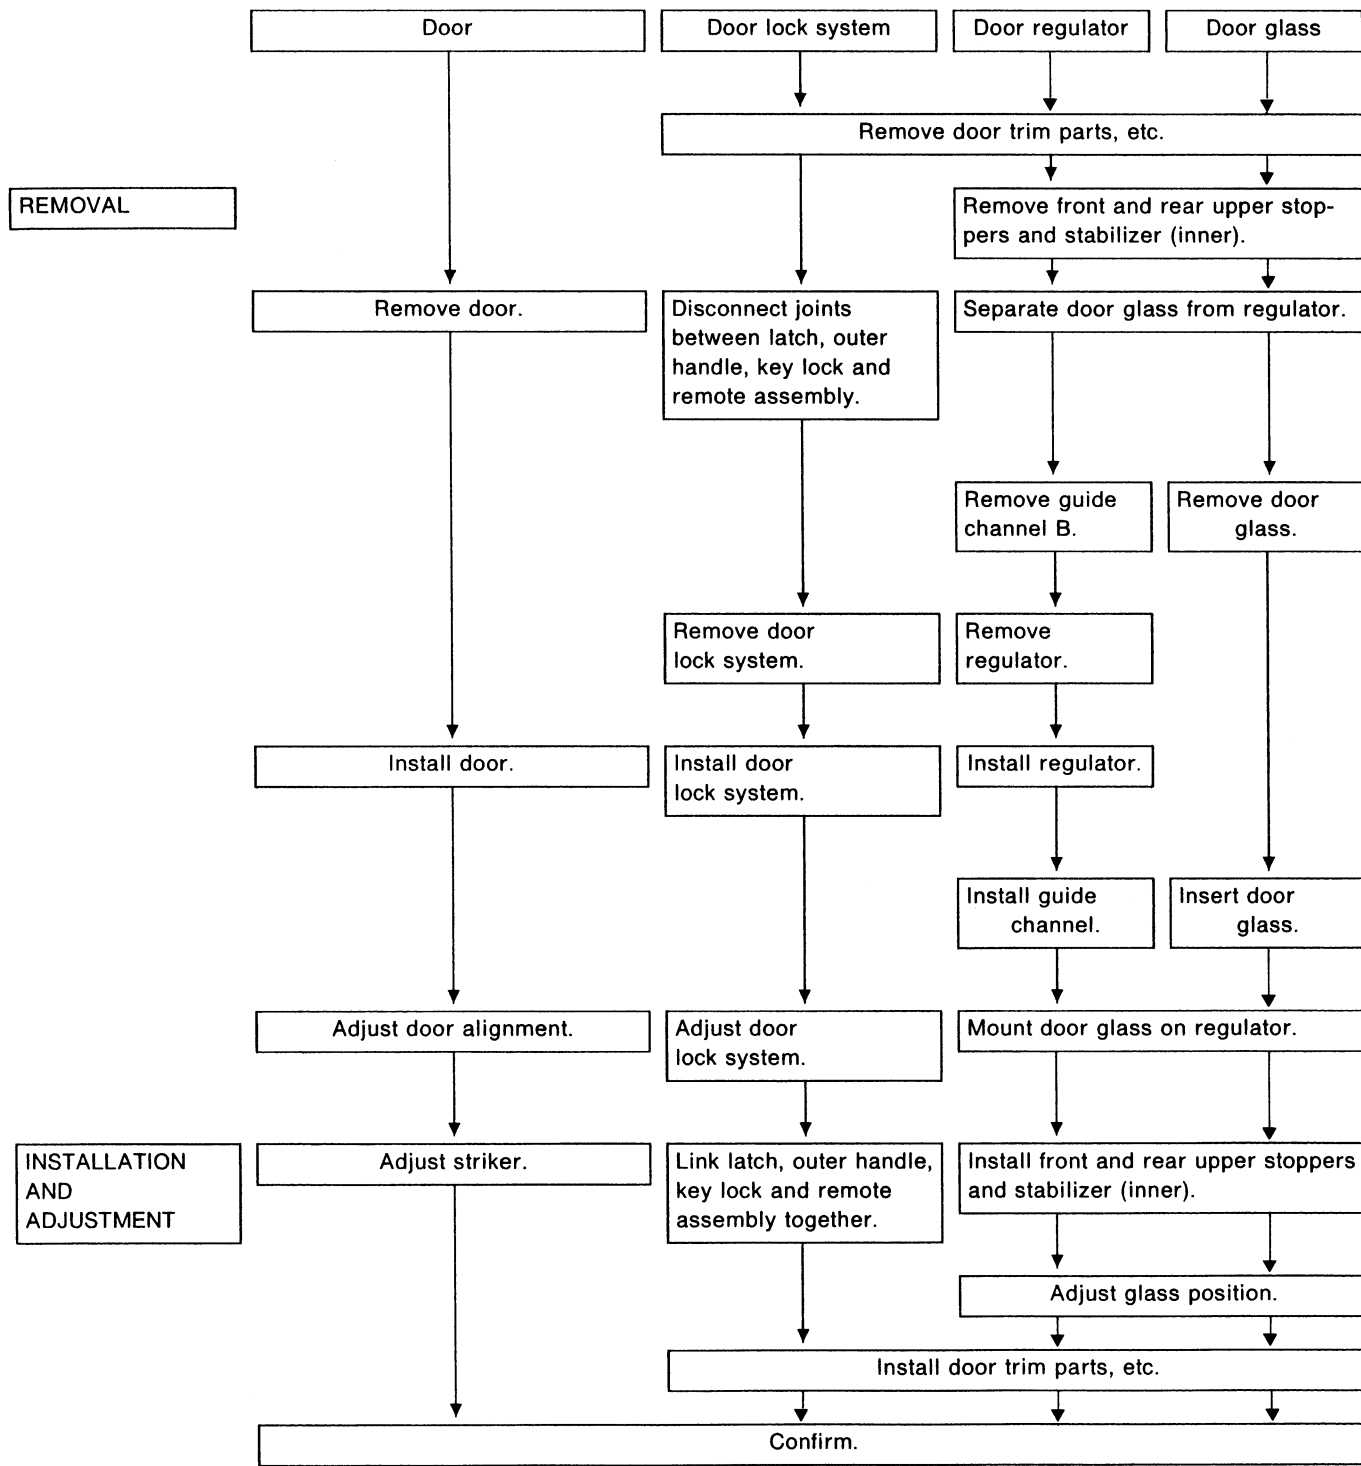 Door
Door lock system
Door regulator
Door glass
Remove door trim parts, etc.
REMOVAL
Remove front and rear upper stop-
pers and stabilizer (inner).
Remove door.
Disconnect joints
between latch, outer
handle, key lock and
remote assembly.
Separate door glass from regulator.
Remove guide
channel B.
Remove door
glass.
Remove door
lock system.
Remove
regulator.
Install door.
Install door
lock system.
Install regulator.
Install guide
channel.
Insert door
glass.
Adjust door alignment.
Adjust door
lock system.
Mount door glass on regulator.
INSTALLATION
AND
ADJUSTMENT
Adjust striker.
Link latch, outer handle,
key lock and remote
assembly together.
Install front and rear upper stoppers
and stabilizer (inner).
Adjust glass position.
Install door trim parts, etc.
Confirm.